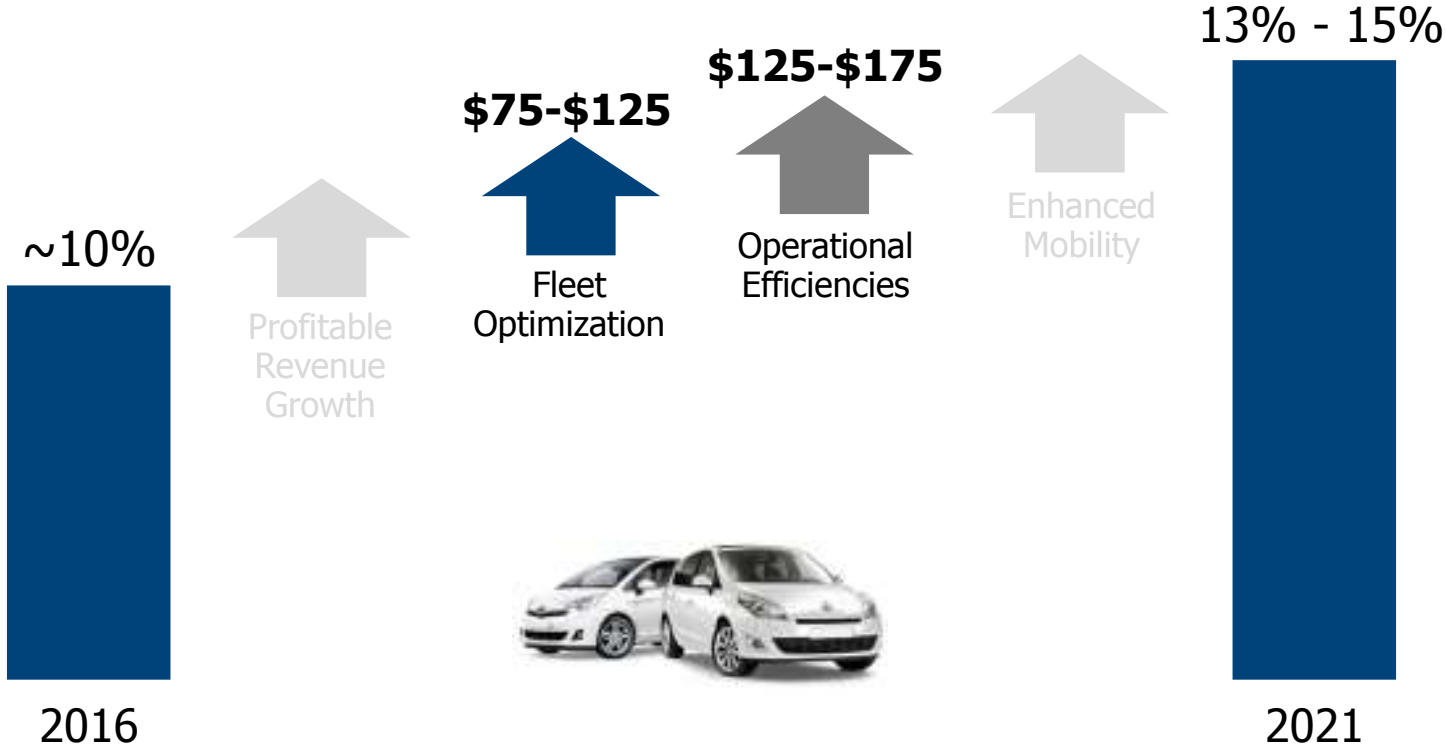 ~10%
2016
Profitable
Revenue
Growth
$75-$125
Fleet
Optimization
$125-$175
Operational
Efficiencies
Enhanced
Mobility
13% - 15%
2021